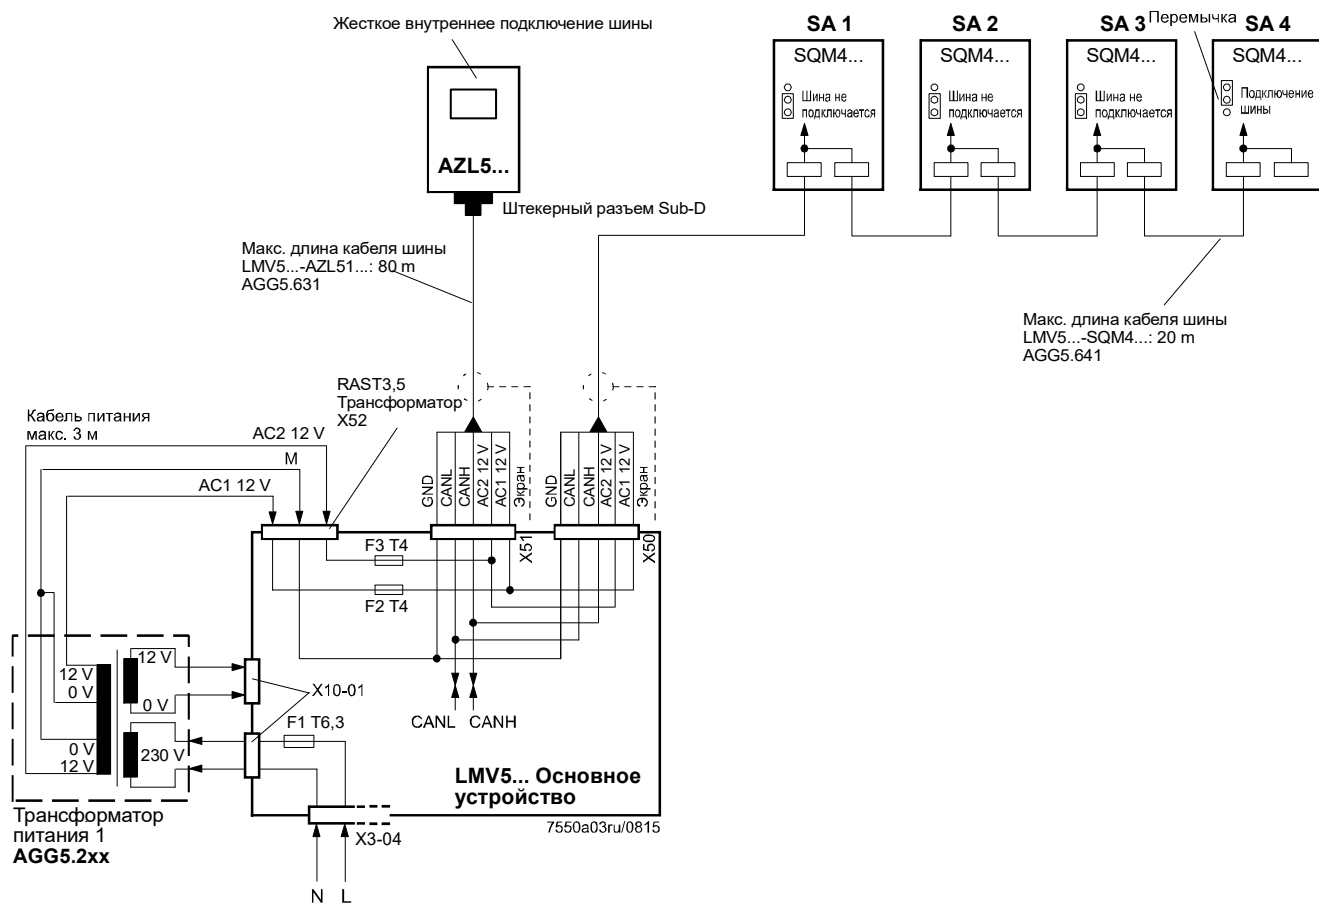 Жесткое внутреннее подключение шины
SA 1
SA 2
SA 3
Перемычка
SA 4
SQM4...
SQM4...
SQM4...
SQM4...
Шина не
подключается
Шина не
подключается
Шина не
подключается
Подключение
шины
AZL5...
Штекерный разъем Sub-D
Макс. длина кабеля шины
LMV5...-AZL51...: 80 m
AGG5.631
Макс. длина кабеля шины
LMV5...-SQM4...: 20 m
AGG5.641
RAST3,5
Трансформатор
X52
Кабель питания
макс. 3 м
AC2 12 V
M
AC1 12 V
GND
CANL
CANH
AC2 12 V
AC1 12 V
Экран
GND
CANL
CANH
AC2 12 V
AC1 12 V
Экран
X51
X50
F3 T4
F2 T4
12 V
0 V
0 V
12 V
12 V
0 V
230 V
X10-01
F1 T6,3
CANL
CANH
LMV5... Основное
устройство
7550a03ru/0815
Трансформатор
питания 1
AGG5.2xx
X3-04
N
L